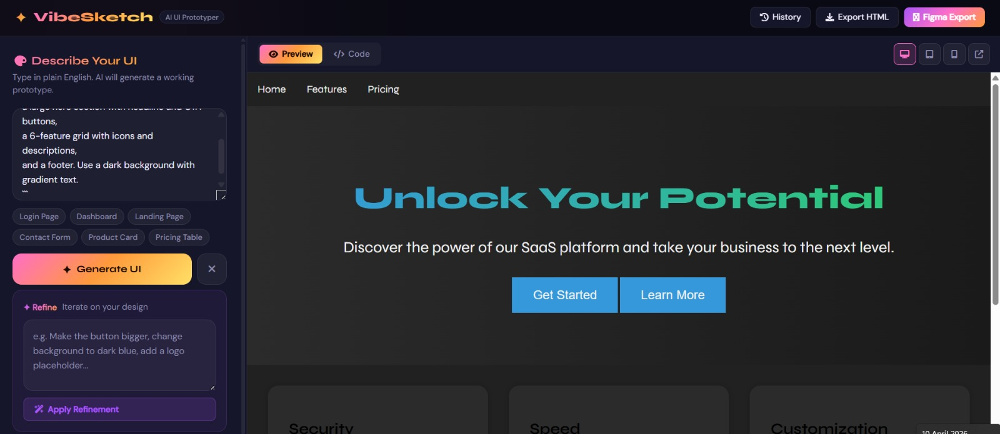 VibeSketch
AI UI Prototyper
History
Export HTML
Figma Export
Describe Your UI
Type in plain English. AI will generate a working
prototype.
buttons,
a 6-feature grid with icons and
descriptions,
and a footer. Use a dark background with
gradient text.
Login Page
Dashboard
Landing Page
Contact Form
Product Card
Pricing Table
Generate UI
Refine Iterate on your design
e.g. Make the button bigger, change
background to dark blue, add a logo
placeholder...
Apply Refinement
Preview
</> Code
Home
Features
Pricing
Unlock Your Potential
Discover the power of our SaaS platform and take your business to the next level.
Get Started
Learn More
Security
Speed
Customization
10 April 2026